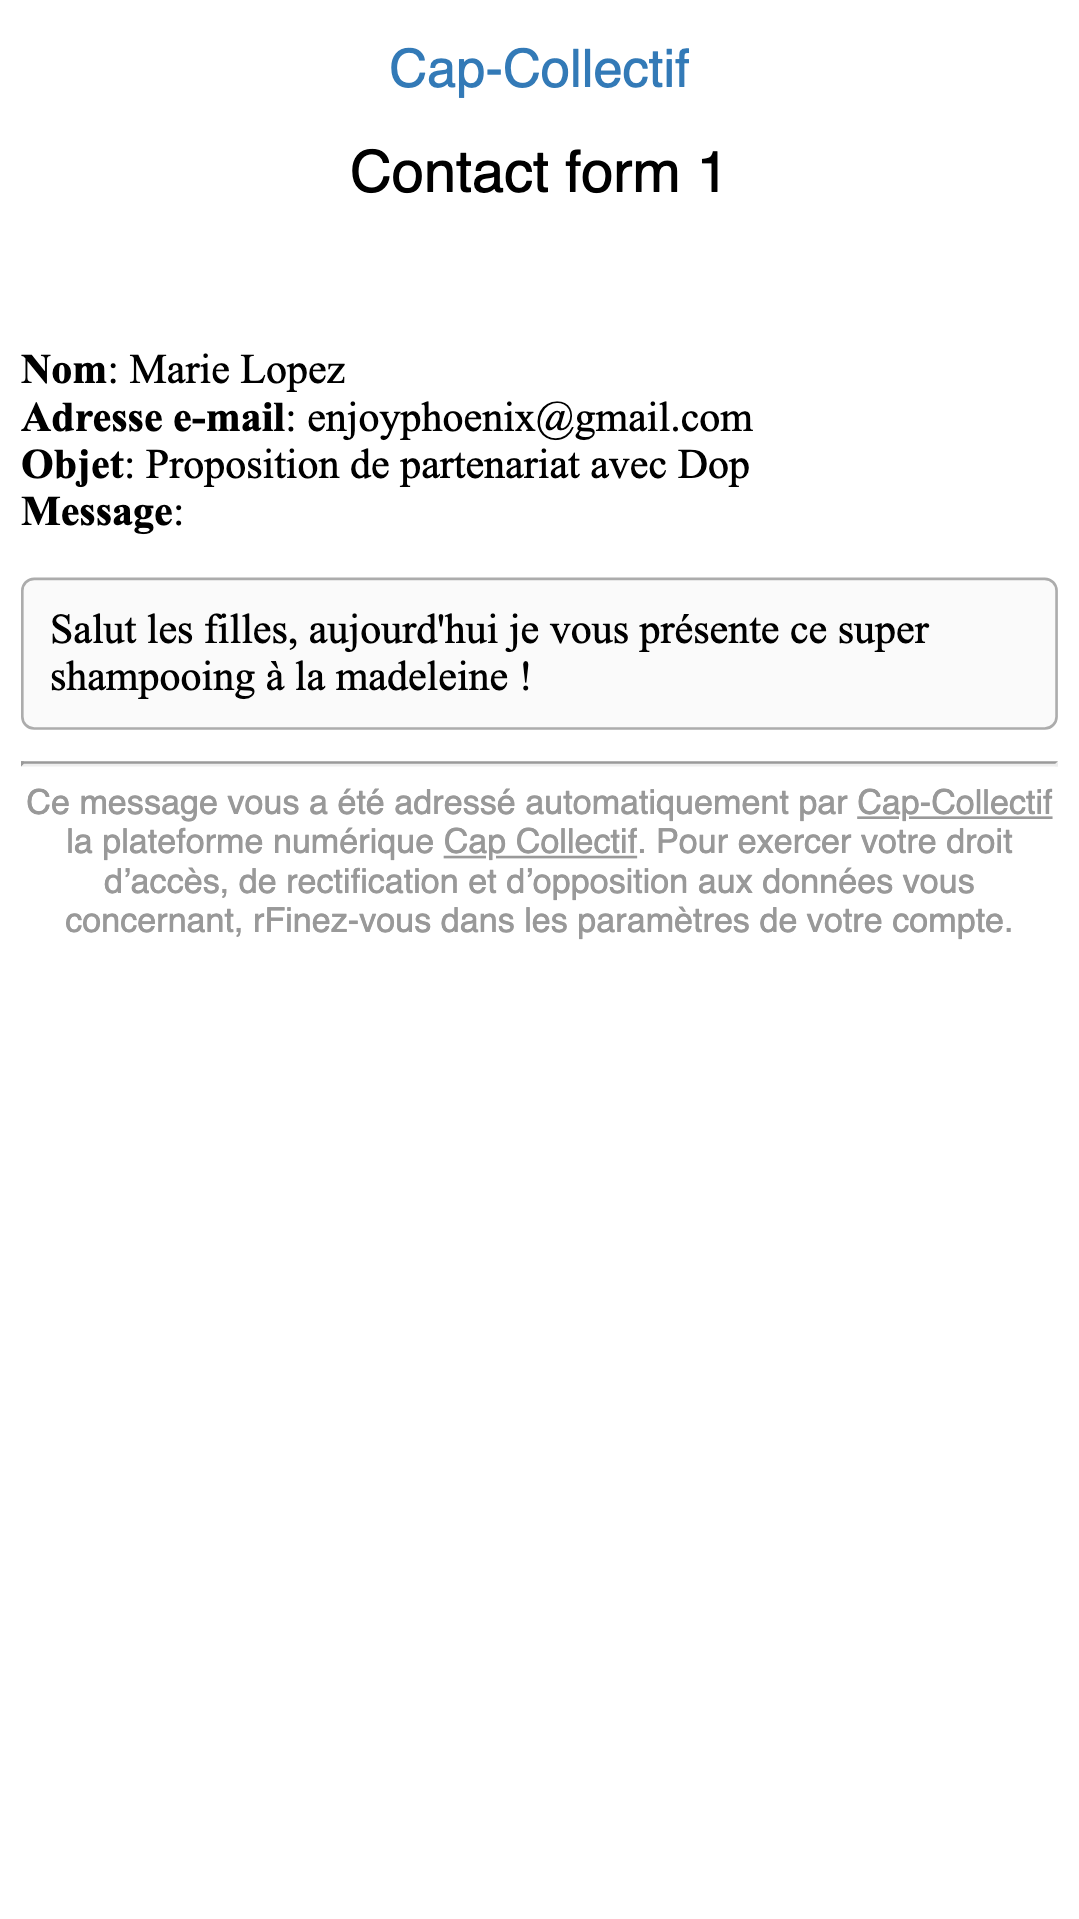 Cap-Collectif
Contact form 1
Nom: Marie Lopez
Adresse e-mail: enjoyphoenix@gmail.com
Objet: Proposition de partenariat avec Dop
Message:
Salut les filles, aujourd'hui je vous présente ce super
shampooing à la madeleine !
Ce message vous a été adressé automatiquement par Cap-Collectif
la plateforme numérique Cap Collectif. Pour exercer votre droit
d’accès, de rectification et d’opposition aux données vous
concernant, rFinez-vous dans les paramètres de votre compte.